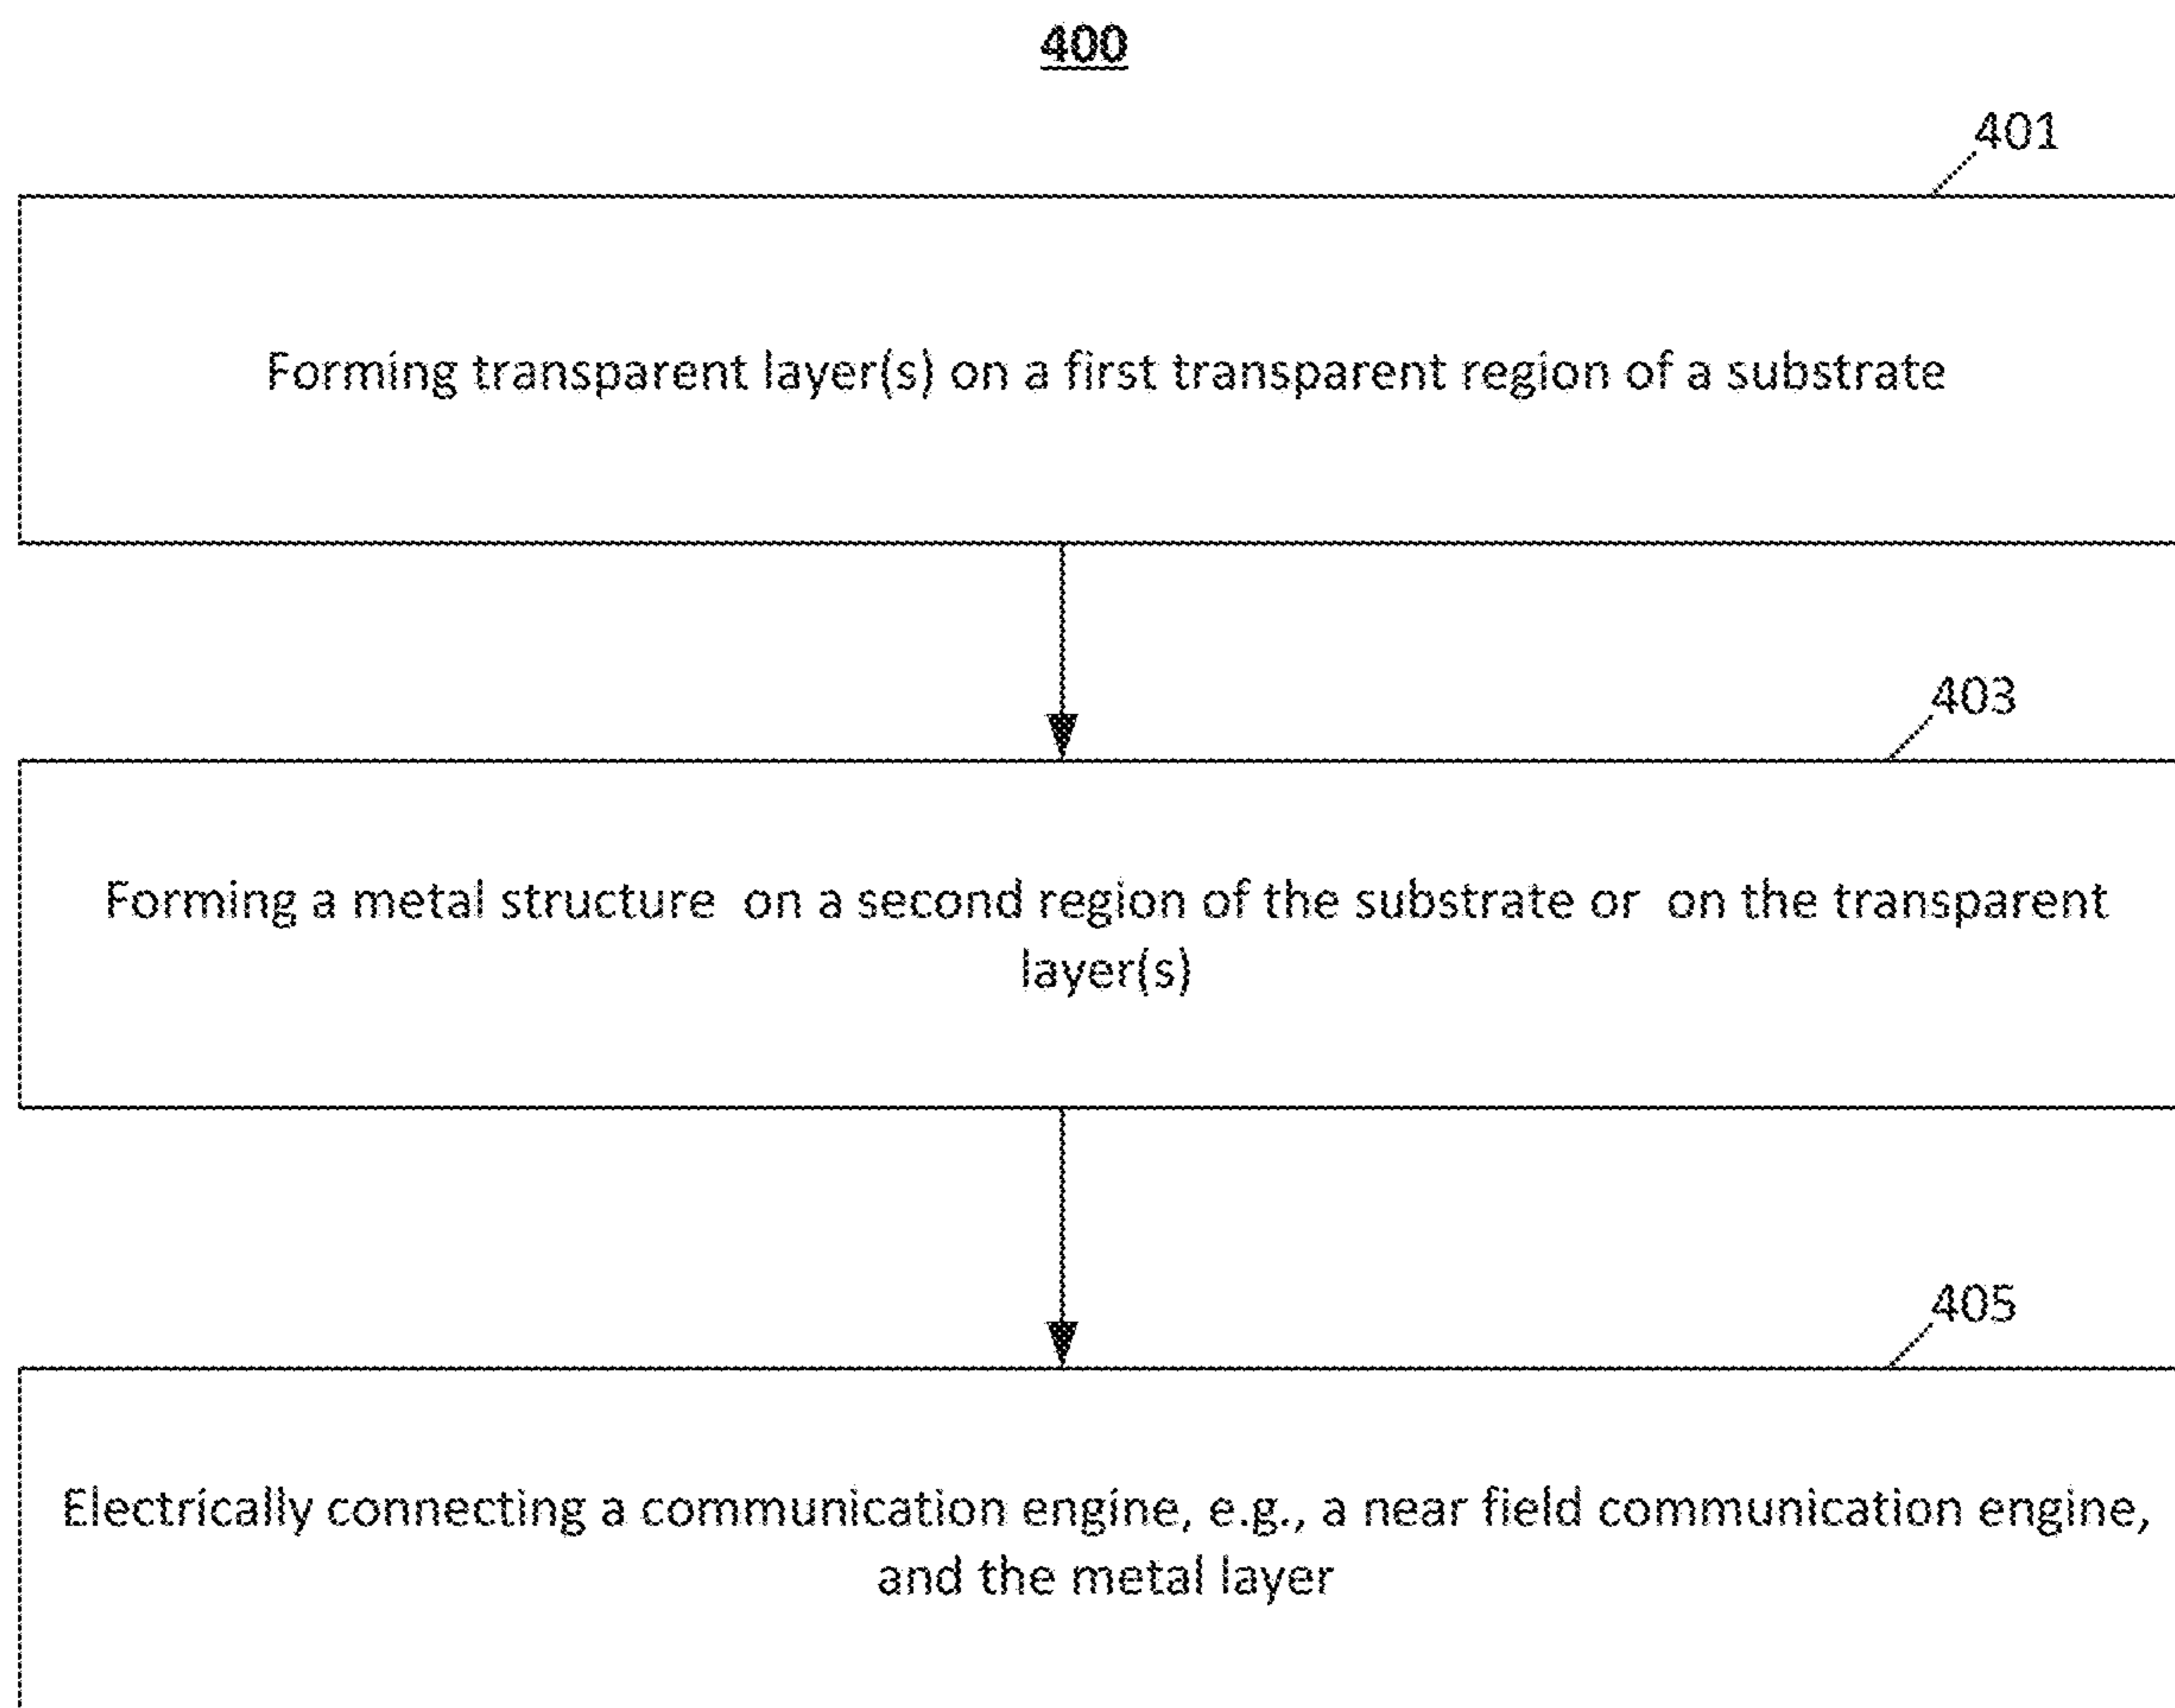 400
401
Forming transparent layer(s) on a first transparent region of a substrate
403
Forming a metal structure on a second region of the substrate or on the transparent
layer(s)
405
Electrically connecting a communication engine, e.g., a near field communication engine,
and the metal layer